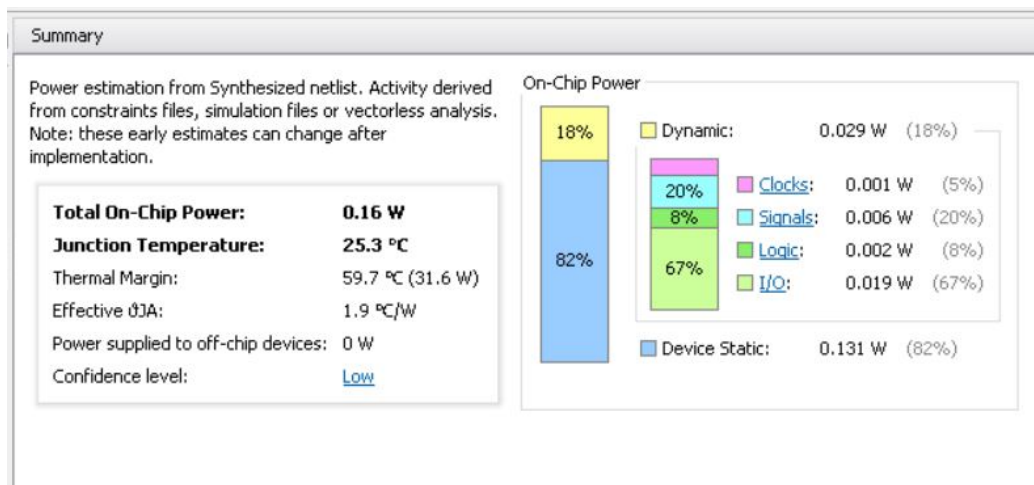 Summary
Power estimation from Synthesized netlist. Activity derived
from constraints files, simulation files or vectorless analysis.
Note: these early estimates can change after
implementation.
Total On-Chip Power: 0.16 W
Junction Temperature: 25.3 ºC
Thermal Margin: 59.7 ºC (31.6 W)
Effective ϑJA: 1.9 ºC/W
Power supplied to off-chip devices: 0 W
Confidence level: Low
On-Chip Power
18% Dynamic: 0.029 W (18%)
Clocks: 0.001 W (5%)
20% Signals: 0.006 W (20%)
8% Logic: 0.002 W (8%)
82% 67% I/O: 0.019 W (67%)
Device Static: 0.131 W (82%)